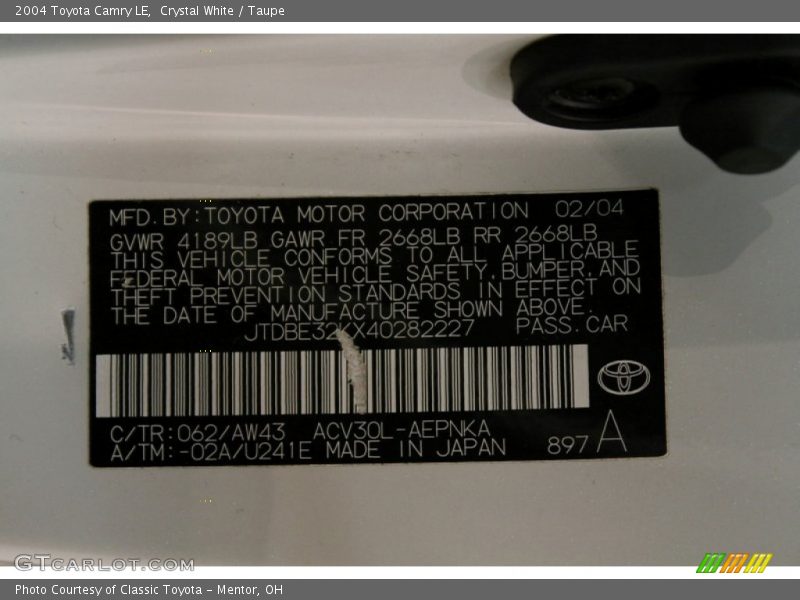 2004 Toyota Camry LE, Crystal White / Taupe
MFD. BY: TOYOTA MOTOR CORPORATION 02/04
GVWR 4189LB GAWR FR 2668LB RR 2668LB
THIS VEHICLE CONFORMS TO ALL APPLICABLE
FEDERAL MOTOR VEHICLE SAFETY, BUMPER, AND
THEFT PREVENTION STANDARDS IN EFFECT ON
THE DATE OF MANUFACTURE SHOWN ABOVE.
JTDBE32KX40282227 PASS. CAR
C/TR: 062/AW43 ACV30L-AEPNKA
A/TM: -02A/U241E MADE IN JAPAN 897 A
GTCARLOT.COM
Photo Courtesy of Classic Toyota - Mentor, OH